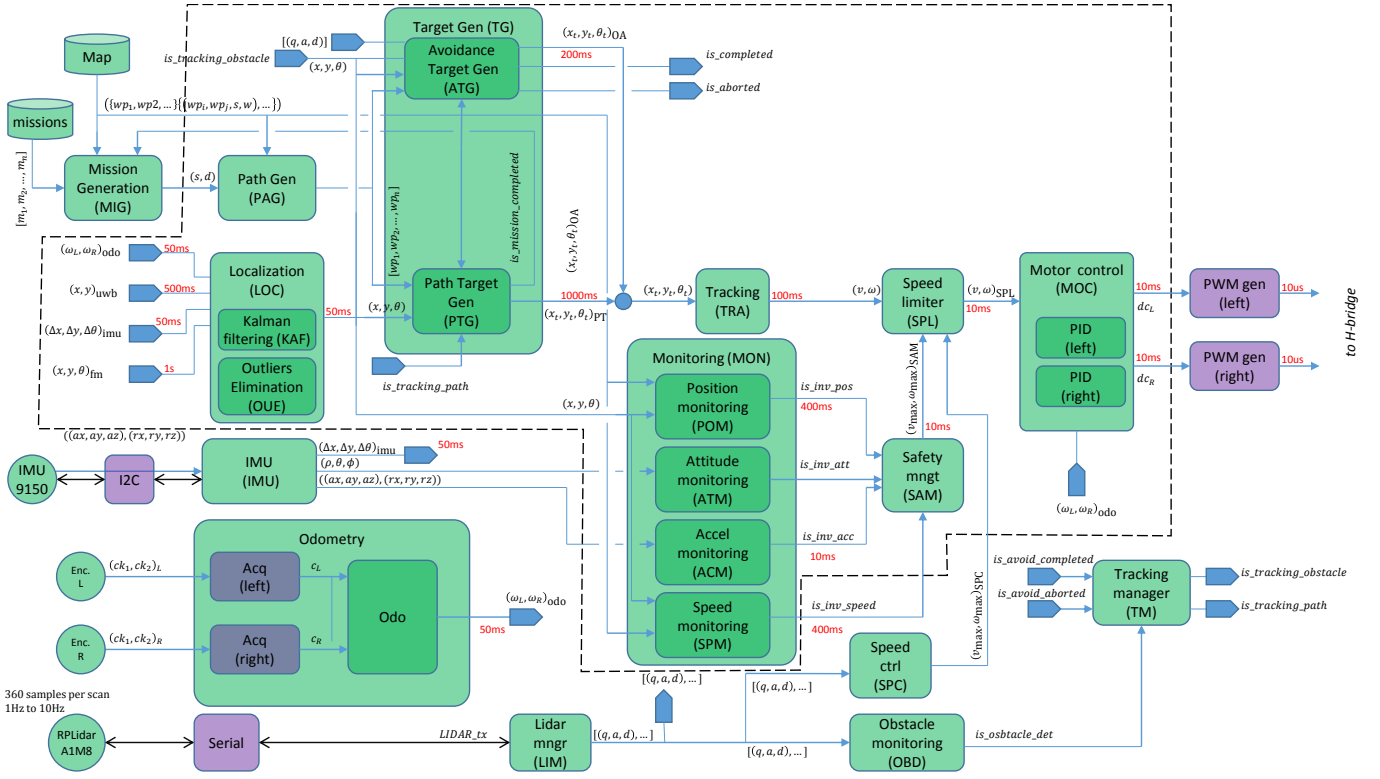 Map
missions
({wp₁, wp2, … }{(wpᵢ, wpⱼ, s, w), … })
[m₁, m₂, … , mₙ]
Mission
Generation
(MIG)
(s, d)
Path Gen
(PAG)
Target Gen (TG)
[(q, a, d)]
is_tracking_obstacle
(x, y, θ)
Avoidance
Target Gen
(ATG)
(xₜ, yₜ, θₜ)OA
200ms
is_completed
is_aborted
[wp₁, wp₂, … , wpₙ]
is_mission_completed
(xₜ, yₜ, θₜ)OA
(ωL, ωR)odo
50ms
(x, y)uwb
500ms
(Δx, Δy, Δθ)imu
50ms
(x, y, θ)fm
1s
Localization
(LOC)
Kalman
filtering (KAF)
Outliers
Elimination
(OUE)
50ms
(x, y, θ)
Path Target
Gen
(PTG)
1000ms
(xₜ, yₜ, θₜ)PT
is_tracking_path
(xₜ, yₜ, θₜ)
Tracking
(TRA)
100ms
(v, ω)
Speed
limiter
(SPL)
(v, ω)SPL
10ms
Motor control
(MOC)
PID
(left)
PID
(right)
10ms
dcL
10ms
dcR
PWM gen
(left)
10us
PWM gen
(right)
10us
to H-bridge
(ωL, ωR)odo
Monitoring (MON)
(x, y, θ)
Position
monitoring
(POM)
is_inv_pos
400ms
Attitude
monitoring
(ATM)
is_inv_att
Accel
monitoring
(ACM)
is_inv_acc
10ms
Speed
monitoring
(SPM)
is_inv_speed
400ms
(vmax, ωmax)SAM
10ms
Safety
mngt
(SAM)
(vmax, ωmax)SPC
((ax, ay, az), (rx, ry, rz))
IMU
9150
I2C
IMU
(IMU)
(Δx, Δy, Δθ)imu
50ms
(ρ, θ, ϕ)
((ax, ay, az), (rx, ry, rz))
Odometry
Enc.
L
(ck₁, ck₂)L
Acq
(left)
cL
Enc.
R
(ck₁, ck₂)R
Acq
(right)
cR
Odo
(ωL, ωR)odo
50ms
is_avoid_completed
is_avoid_aborted
Tracking
manager
(TM)
is_tracking_obstacle
is_tracking_path
360 samples per scan
1Hz to 10Hz
RPLidar
A1M8
Serial
LIDAR_tx
Lidar
mngr
(LIM)
[(q, a, d), … ]
[(q, a, d), … ]
[(q, a, d), … ]
[(q, a, d), … ]
Speed
ctrl
(SPC)
Obstacle
monitoring
(OBD)
is_osbtacle_det